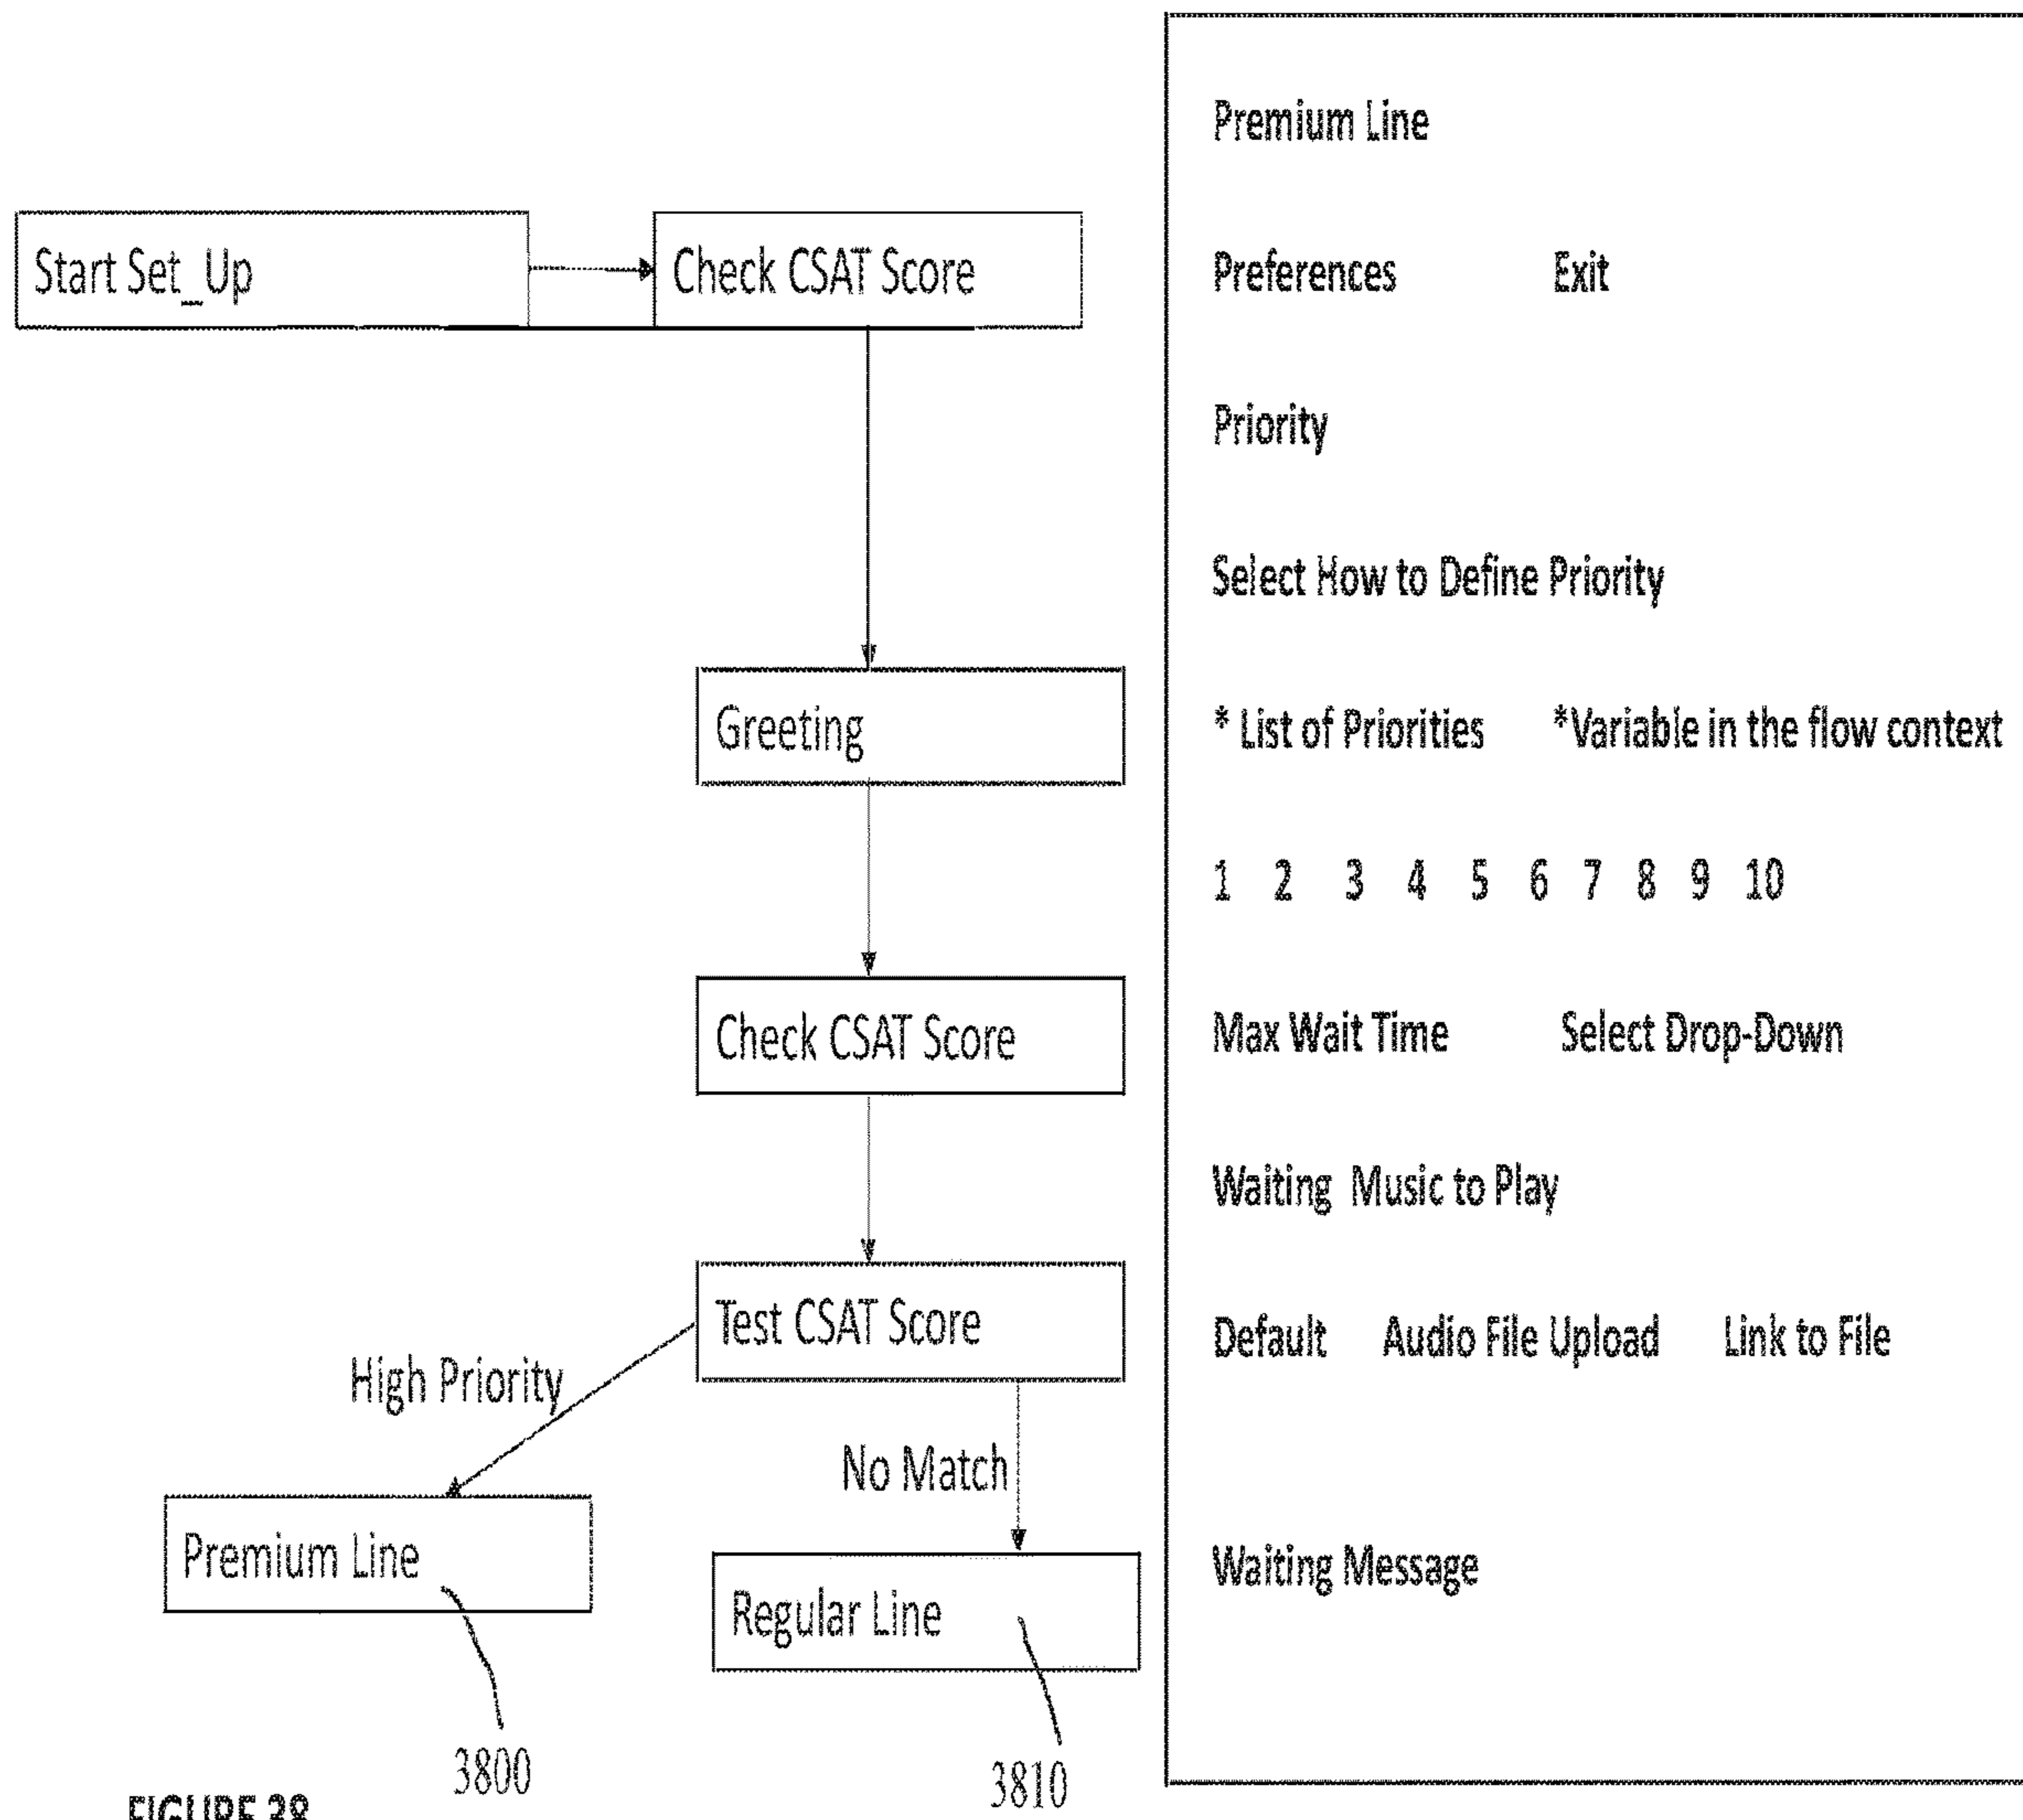 Start Set_Up
Check CSAT Score
Greeting
Check CSAT Score
Test CSAT Score
High Priority
No Match
Premium Line
Regular Line
3800
3810
FIGURE 38
Premium Line
Preferences Exit
Priority
Select How to Define Priority
* List of Priorities *Variable in the flow context
1 2 3 4 5 6 7 8 9 10
Max Wait Time Select Drop-Down
Waiting Music to Play
Default Audio File Upload Link to File
Waiting Message